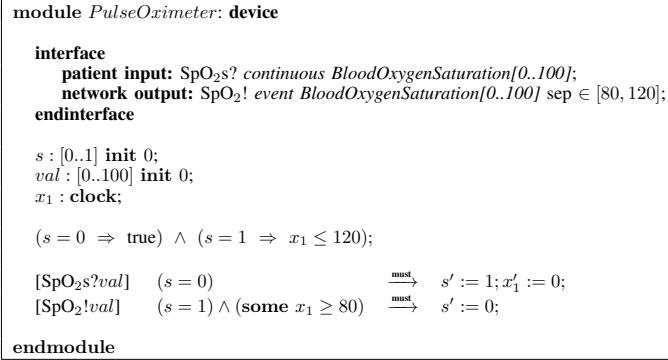 module PulseOximeter: device
interface
patient input: SpO₂s? continuous BloodOxygenSaturation[0..100];
network output: SpO₂! event BloodOxygenSaturation[0..100] sep ∈ [80, 120];
endinterface
s : [0..1] init 0;
val : [0..100] init 0;
x₁ : clock;
(s = 0 ⇒ true) ∧ (s = 1 ⇒ x₁ ≤ 120);
[SpO₂s?val] (s = 0) —must→ s′ := 1; x′₁ := 0;
[SpO₂!val] (s = 1) ∧ (some x₁ ≥ 80) —must→ s′ := 0;
endmodule